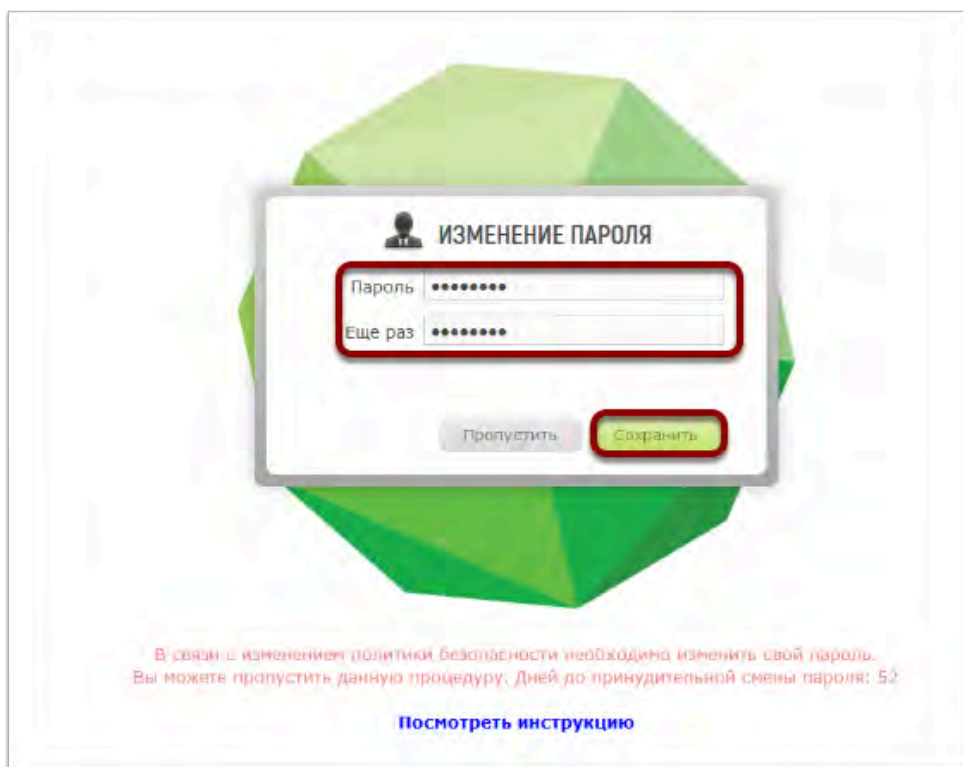 ИЗМЕНЕНИЕ ПАРОЛЯ
Пароль ••••••••
Еще раз ••••••••
Пропустить Сохранить
В связи с изменением политики безопасности необходимо изменить свой пароль.
Вы можете пропустить данную процедуру. Дней до принудительной смены пароля: 52
Посмотреть инструкцию